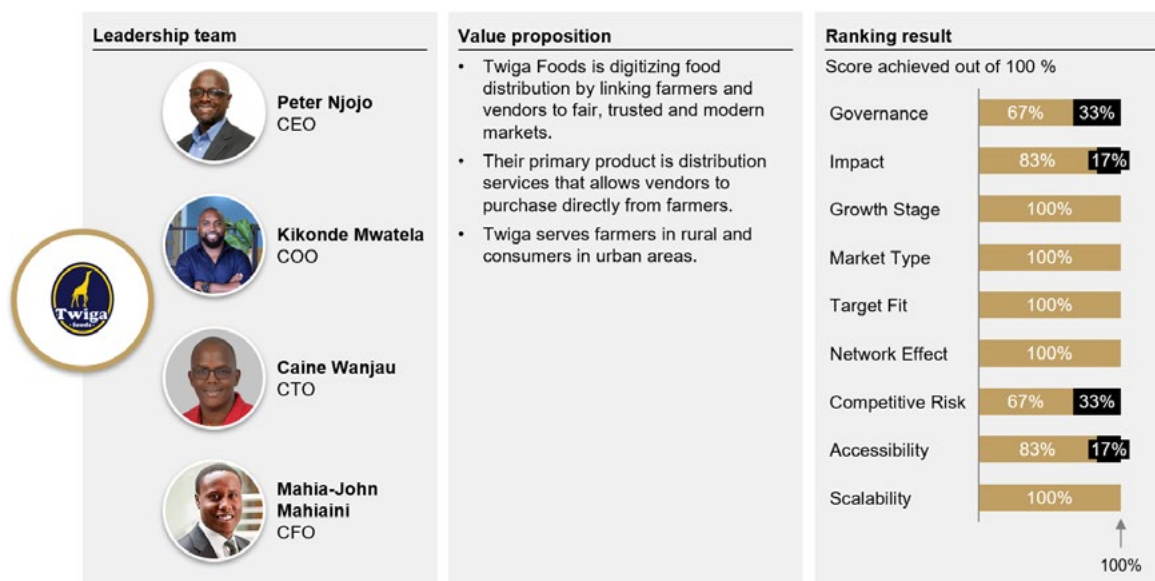 Leadership team
Peter Njojo
CEO
Kikonde Mwatela
COO
Twiga
foods
Caine Wanjau
CTO
Mahia-John
Mahiaini
CFO
Value proposition
• Twiga Foods is digitizing food
distribution by linking farmers and
vendors to fair, trusted and modern
markets.
• Their primary product is distribution
services that allows vendors to
purchase directly from farmers.
• Twiga serves farmers in rural and
consumers in urban areas.
Ranking result
Score achieved out of 100 %
Governance 67% 33%
Impact 83% 17%
Growth Stage 100%
Market Type 100%
Target Fit 100%
Network Effect 100%
Competitive Risk 67% 33%
Accessibility 83% 17%
Scalability 100%
100%